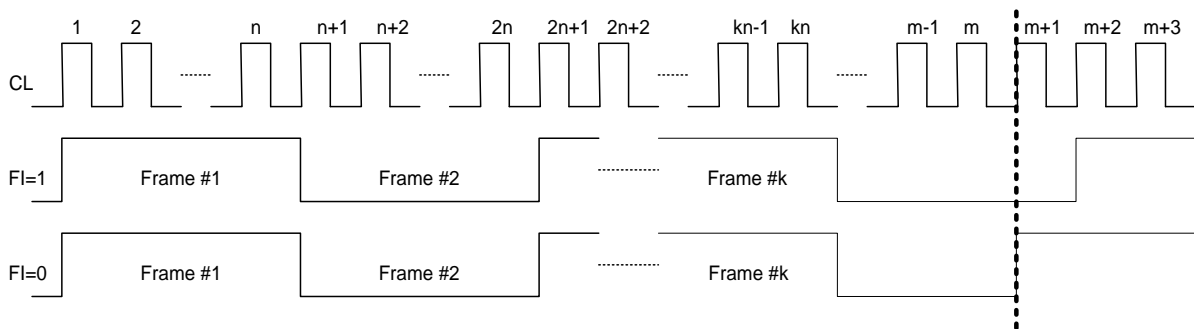 1 2 n n+1 n+2 2n 2n+1 2n+2 kn-1 kn m-1 m m+1 m+2 m+3
CL
FI=1 Frame #1 Frame #2 Frame #k
FI=0 Frame #1 Frame #2 Frame #k